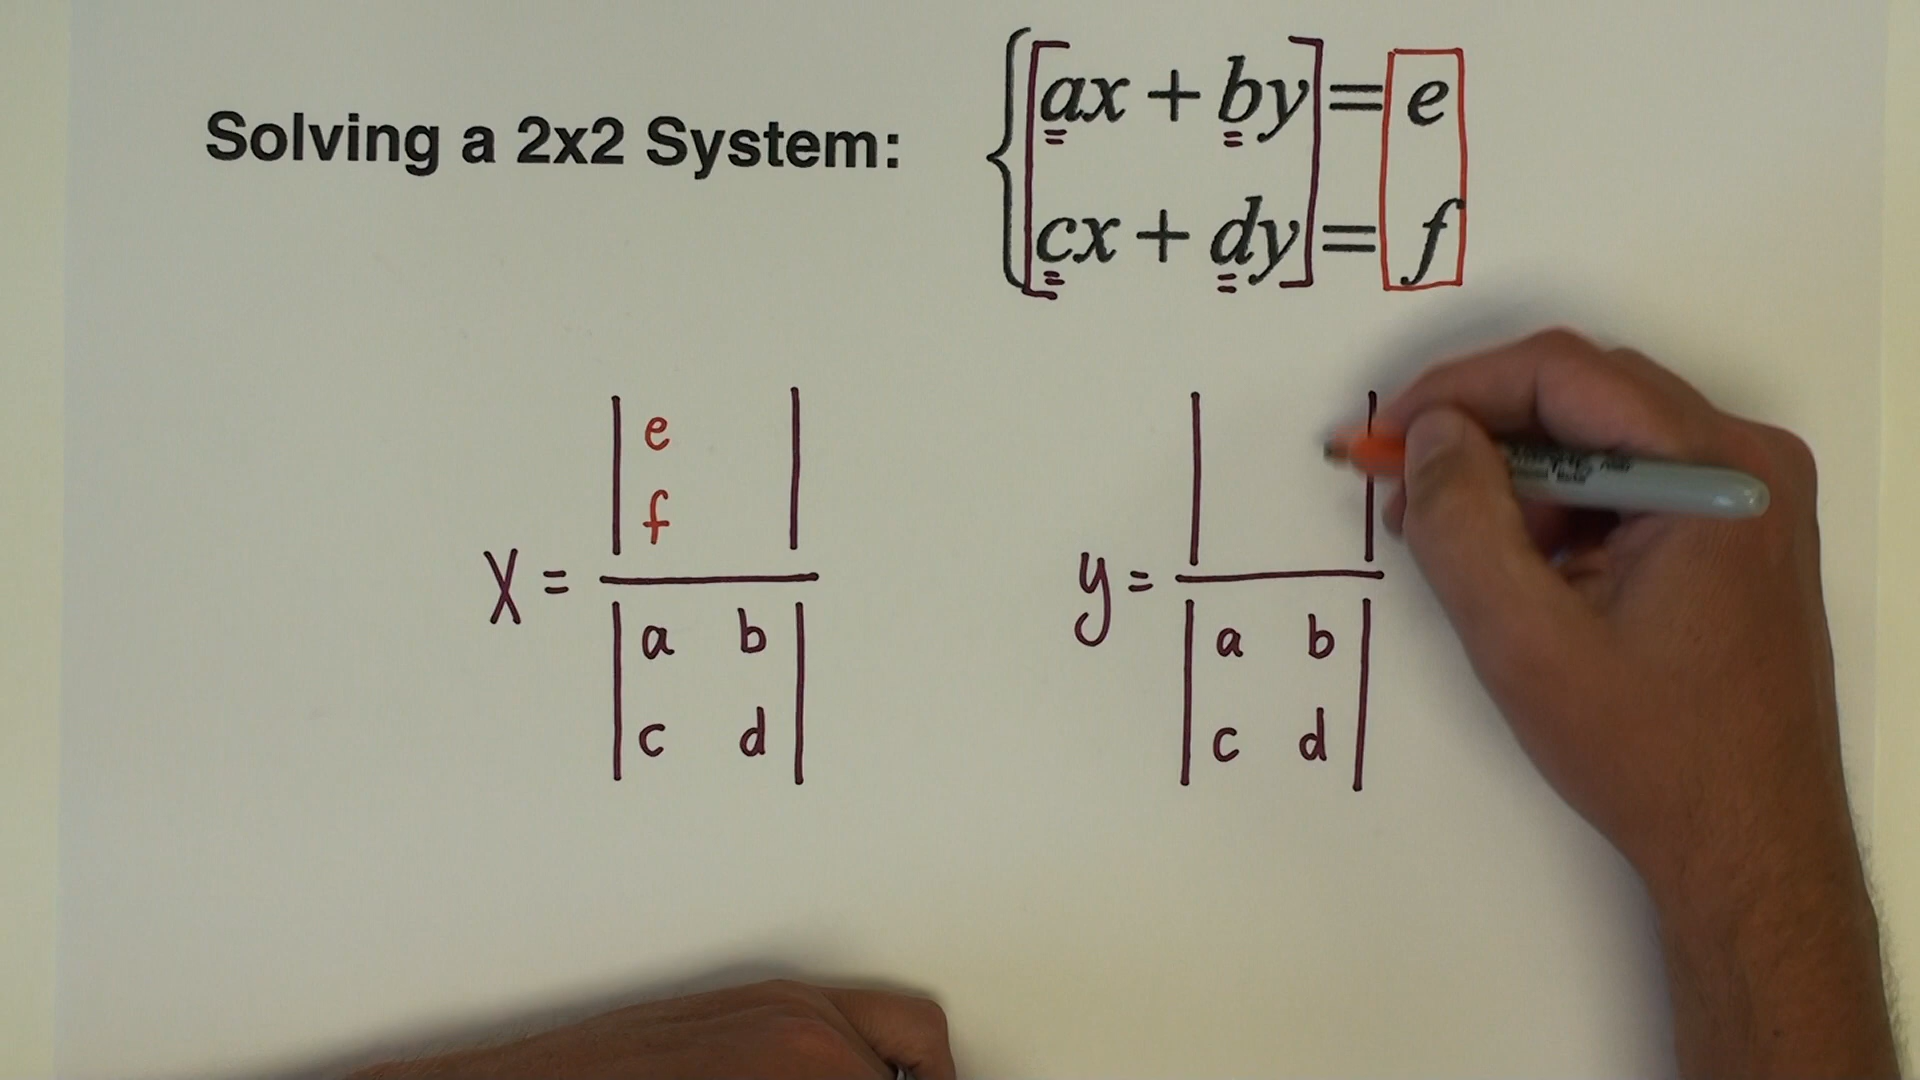 Solving a 2x2 System:
ax + by = e
cx + dy = f
e
f
x =
a b
c d
y =
a b
c d